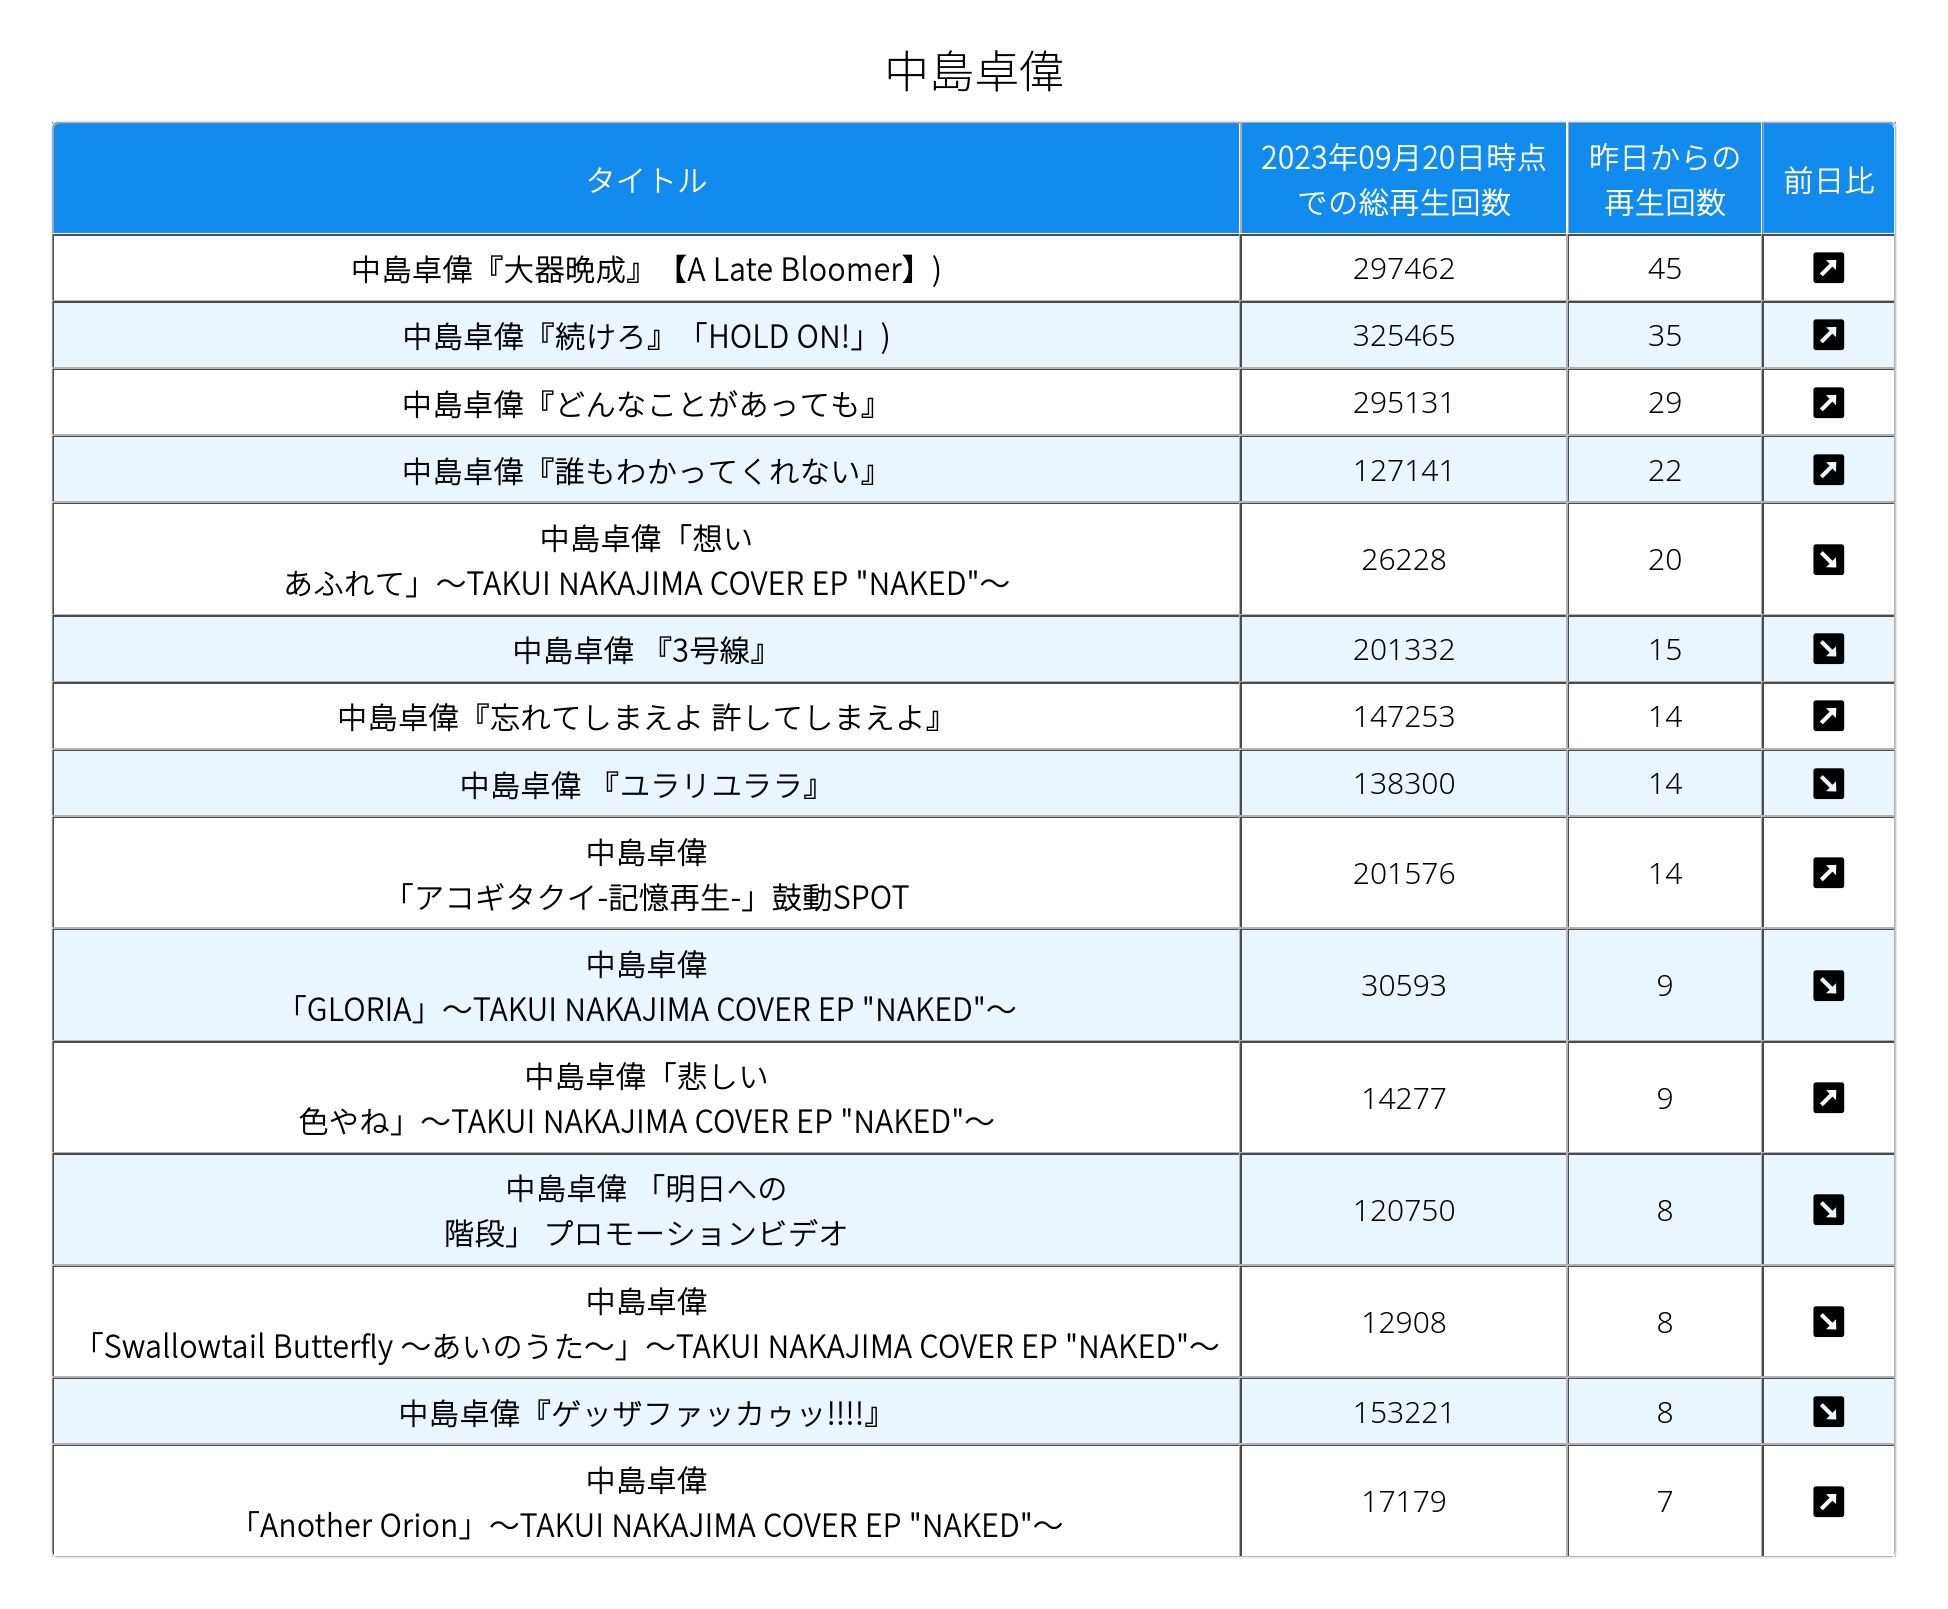 中島卓偉
タイトル
2023年09月20日時点
での総再生回数
昨日からの
再生回数
前日比
中島卓偉『大器晩成』【A Late Bloomer】)
297462
45
中島卓偉『続けろ』「HOLD ON!」)
325465
35
中島卓偉『どんなことがあっても』
295131
29
中島卓偉『誰もわかってくれない』
127141
22
中島卓偉「想い
あふれて」～TAKUI NAKAJIMA COVER EP "NAKED"～
26228
20
中島卓偉 『3号線』
201332
15
中島卓偉『忘れてしまえよ 許してしまえよ』
147253
14
中島卓偉 『ユラリユララ』
138300
14
中島卓偉
「アコギタクイ-記憶再生-」鼓動SPOT
201576
14
中島卓偉
「GLORIA」～TAKUI NAKAJIMA COVER EP "NAKED"～
30593
9
中島卓偉「悲しい
色やね」～TAKUI NAKAJIMA COVER EP "NAKED"～
14277
9
中島卓偉 「明日への
階段」 プロモーションビデオ
120750
8
中島卓偉
「Swallowtail Butterfly ～あいのうた～」～TAKUI NAKAJIMA COVER EP "NAKED"～
12908
8
中島卓偉『ゲッザファッカゥッ!!!!』
153221
8
中島卓偉
「Another Orion」～TAKUI NAKAJIMA COVER EP "NAKED"～
17179
7